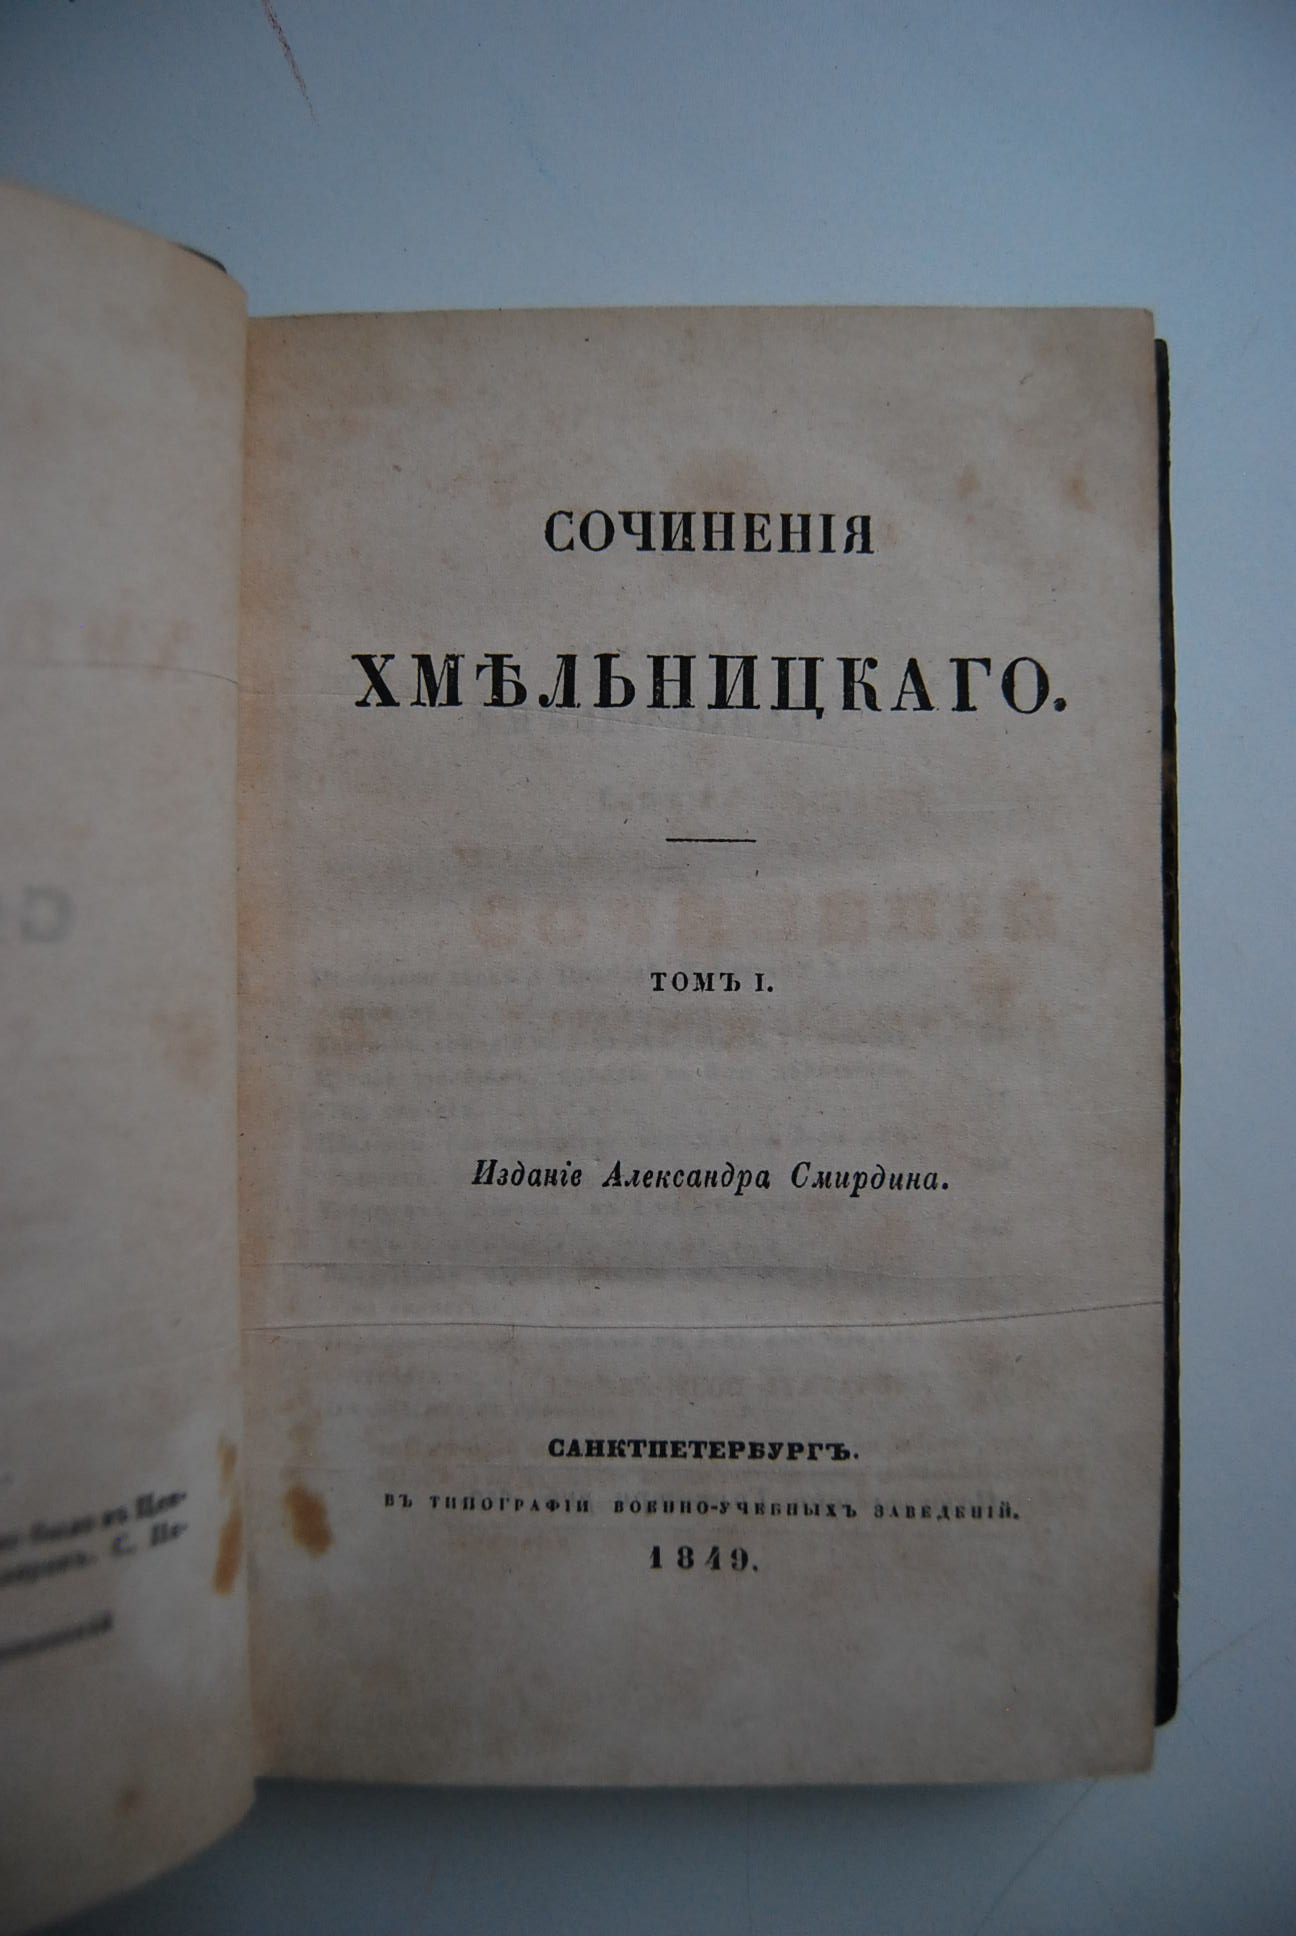 СОЧИНЕНІЯ
ХМѢЛЬНИЦКАГО.
ТОМЪ I.
Изданіе Александра Смирдина.
САНКТПЕТЕРБУРГЪ.
ВЪ ТИПОГРАФІИ ВОЕННО-УЧЕБНЫХЪ ЗАВЕДЕНІЙ.
1849.